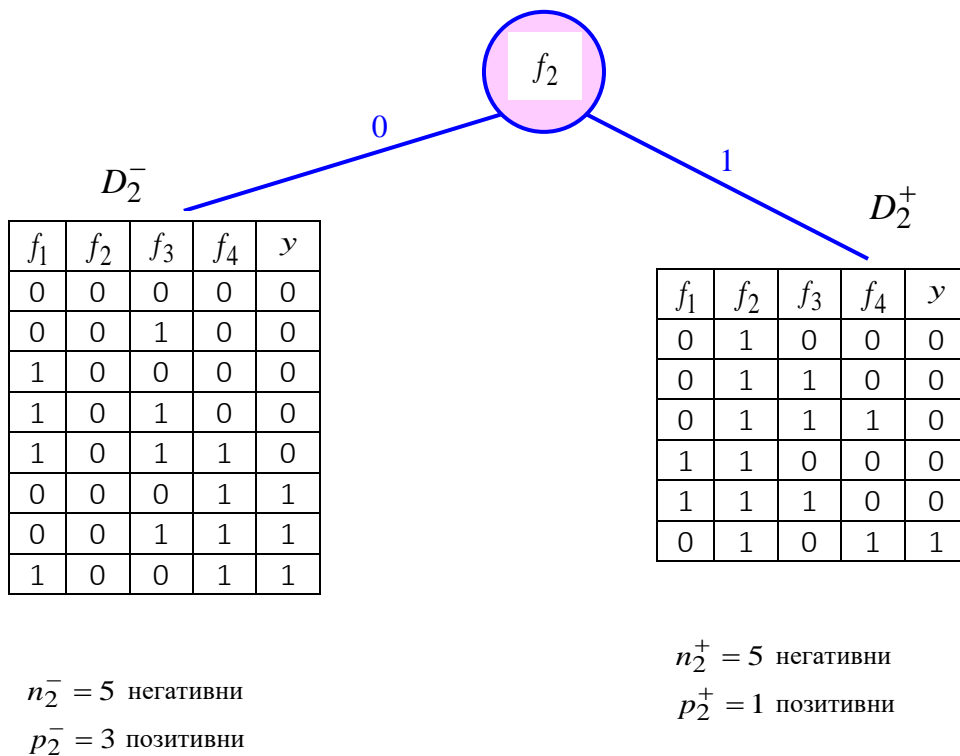 f₂
0
1
D₂⁻
D₂⁺
f₁ f₂ f₃ f₄ y
0 0 0 0 0
0 0 1 0 0
1 0 0 0 0
1 0 1 0 0
1 0 1 1 0
0 0 0 1 1
0 0 1 1 1
1 0 0 1 1
f₁ f₂ f₃ f₄ y
0 1 0 0 0
0 1 1 0 0
0 1 1 1 0
1 1 0 0 0
1 1 1 0 0
0 1 0 1 1
n₂⁻ = 5 негативни
p₂⁻ = 3 позитивни
n₂⁺ = 5 негативни
p₂⁺ = 1 позитивни